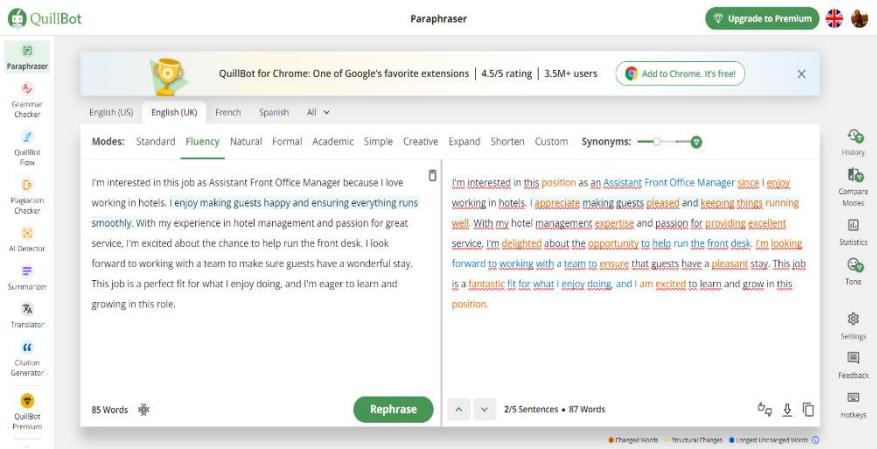 QuillBot
Paraphraser
Upgrade to Premium
Paraphraser
Grammar
Checker
QuillBot
Flow
Plagiarism
Checker
AI Detector
Summarizer
Translator
Citation
Generator
QuillBot
Premium
QuillBot for Chrome: One of Google's favorite extensions | 4.5/5 rating | 3.5M+ users
Add to Chrome. It's free!
English (US) English (UK) French Spanish All
Modes: Standard Fluency Natural Formal Academic Simple Creative Expand Shorten Custom Synonyms:
I'm interested in this job as Assistant Front Office Manager because I love
working in hotels. I enjoy making guests happy and ensuring everything runs
smoothly. With my experience in hotel management and passion for great
service, I'm excited about the chance to help run the front desk. I look
forward to working with a team to make sure guests have a wonderful stay.
This job is a perfect fit for what I enjoy doing, and I'm eager to learn and
growing in this role.
85 Words
Rephrase
I'm interested in this position as an Assistant Front Office Manager since I enjoy
working in hotels. I appreciate making guests pleased and keeping things running
well. With my hotel management expertise and passion for providing excellent
service, I'm delighted about the opportunity to help run the front desk. I'm looking
forward to working with a team to ensure that guests have a pleasant stay. This job
is a fantastic fit for what I enjoy doing, and I am excited to learn and grow in this
position.
2/5 Sentences • 87 Words
Changed Words Structural Changes Longest Unchanged Words
History
Compare
Modes
Statistics
Tone
Settings
Feedback
Hotkeys